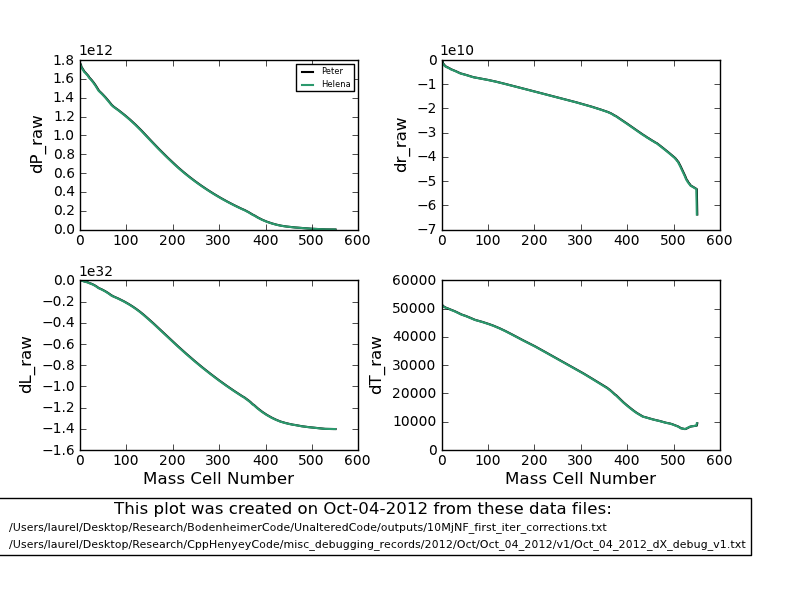 1e12
1.8
1.6
1.4
1.2
1.0
0.8
0.6
0.4
0.2
0.0
dP_raw
0 100 200 300 400 500 600
Peter
Helena
1e10
0
−1
−2
−3
−4
−5
−6
−7
dr_raw
0 100 200 300 400 500 600
1e32
0.0
−0.2
−0.4
−0.6
−0.8
−1.0
−1.2
−1.4
−1.6
dL_raw
0 100 200 300 400 500 600
Mass Cell Number
60000
50000
40000
30000
20000
10000
0
dT_raw
0 100 200 300 400 500 600
Mass Cell Number
This plot was created on Oct-04-2012 from these data files:
/Users/laurel/Desktop/Research/BodenheimerCode/UnalteredCode/outputs/10MjNF_first_iter_corrections.txt
/Users/laurel/Desktop/Research/CppHenyeyCode/misc_debugging_records/2012/Oct/Oct_04_2012/v1/Oct_04_2012_dX_debug_v1.txt